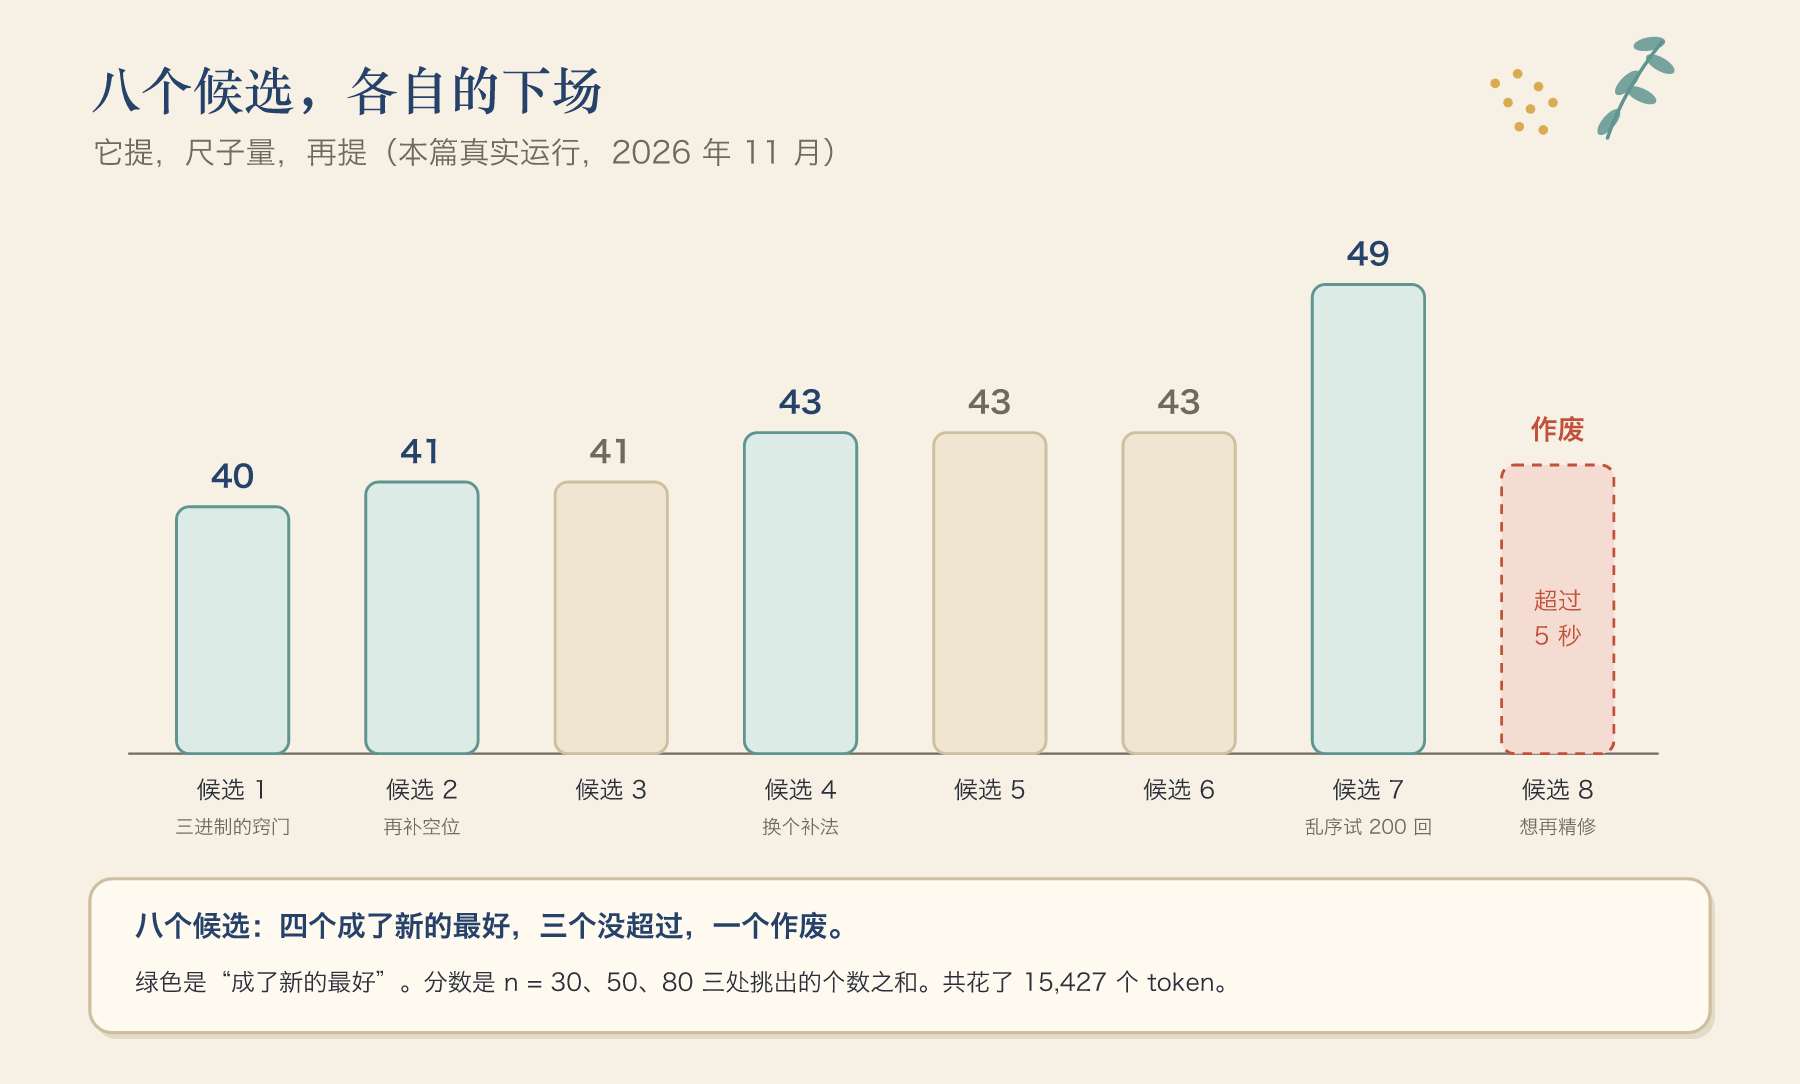 八个候选，各自的下场
它提，尺子量，再提（本篇真实运行，2026 年 11 月）
40
41
41
43
43
43
49
作废
超过
5 秒
候选 1
候选 2
候选 3
候选 4
候选 5
候选 6
候选 7
候选 8
三进制的窍门
再补空位
换个补法
乱序试 200 回
想再精修
八个候选：四个成了新的最好，三个没超过，一个作废。
绿色是“成了新的最好”。分数是 n = 30、50、80 三处挑出的个数之和。共花了 15,427 个 token。